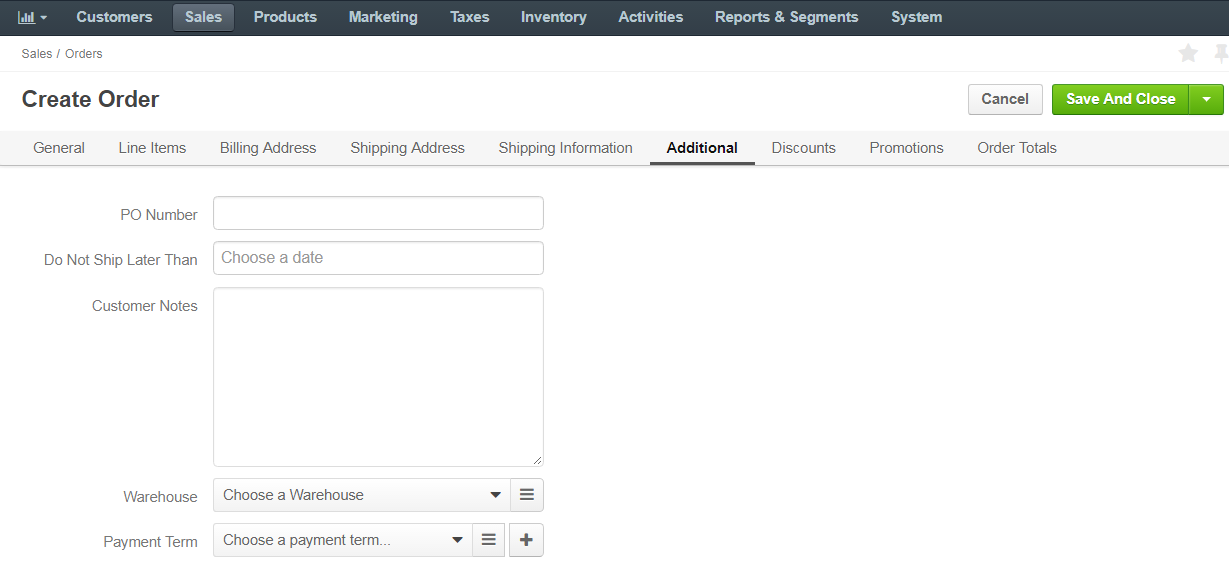 Customers Sales Products Marketing Taxes Inventory Activities Reports & Segments System
Sales / Orders
Create Order Cancel Save And Close
General Line Items Billing Address Shipping Address Shipping Information Additional Discounts Promotions Order Totals
PO Number
Do Not Ship Later Than Choose a date
Customer Notes
Warehouse Choose a Warehouse
Payment Term Choose a payment term...